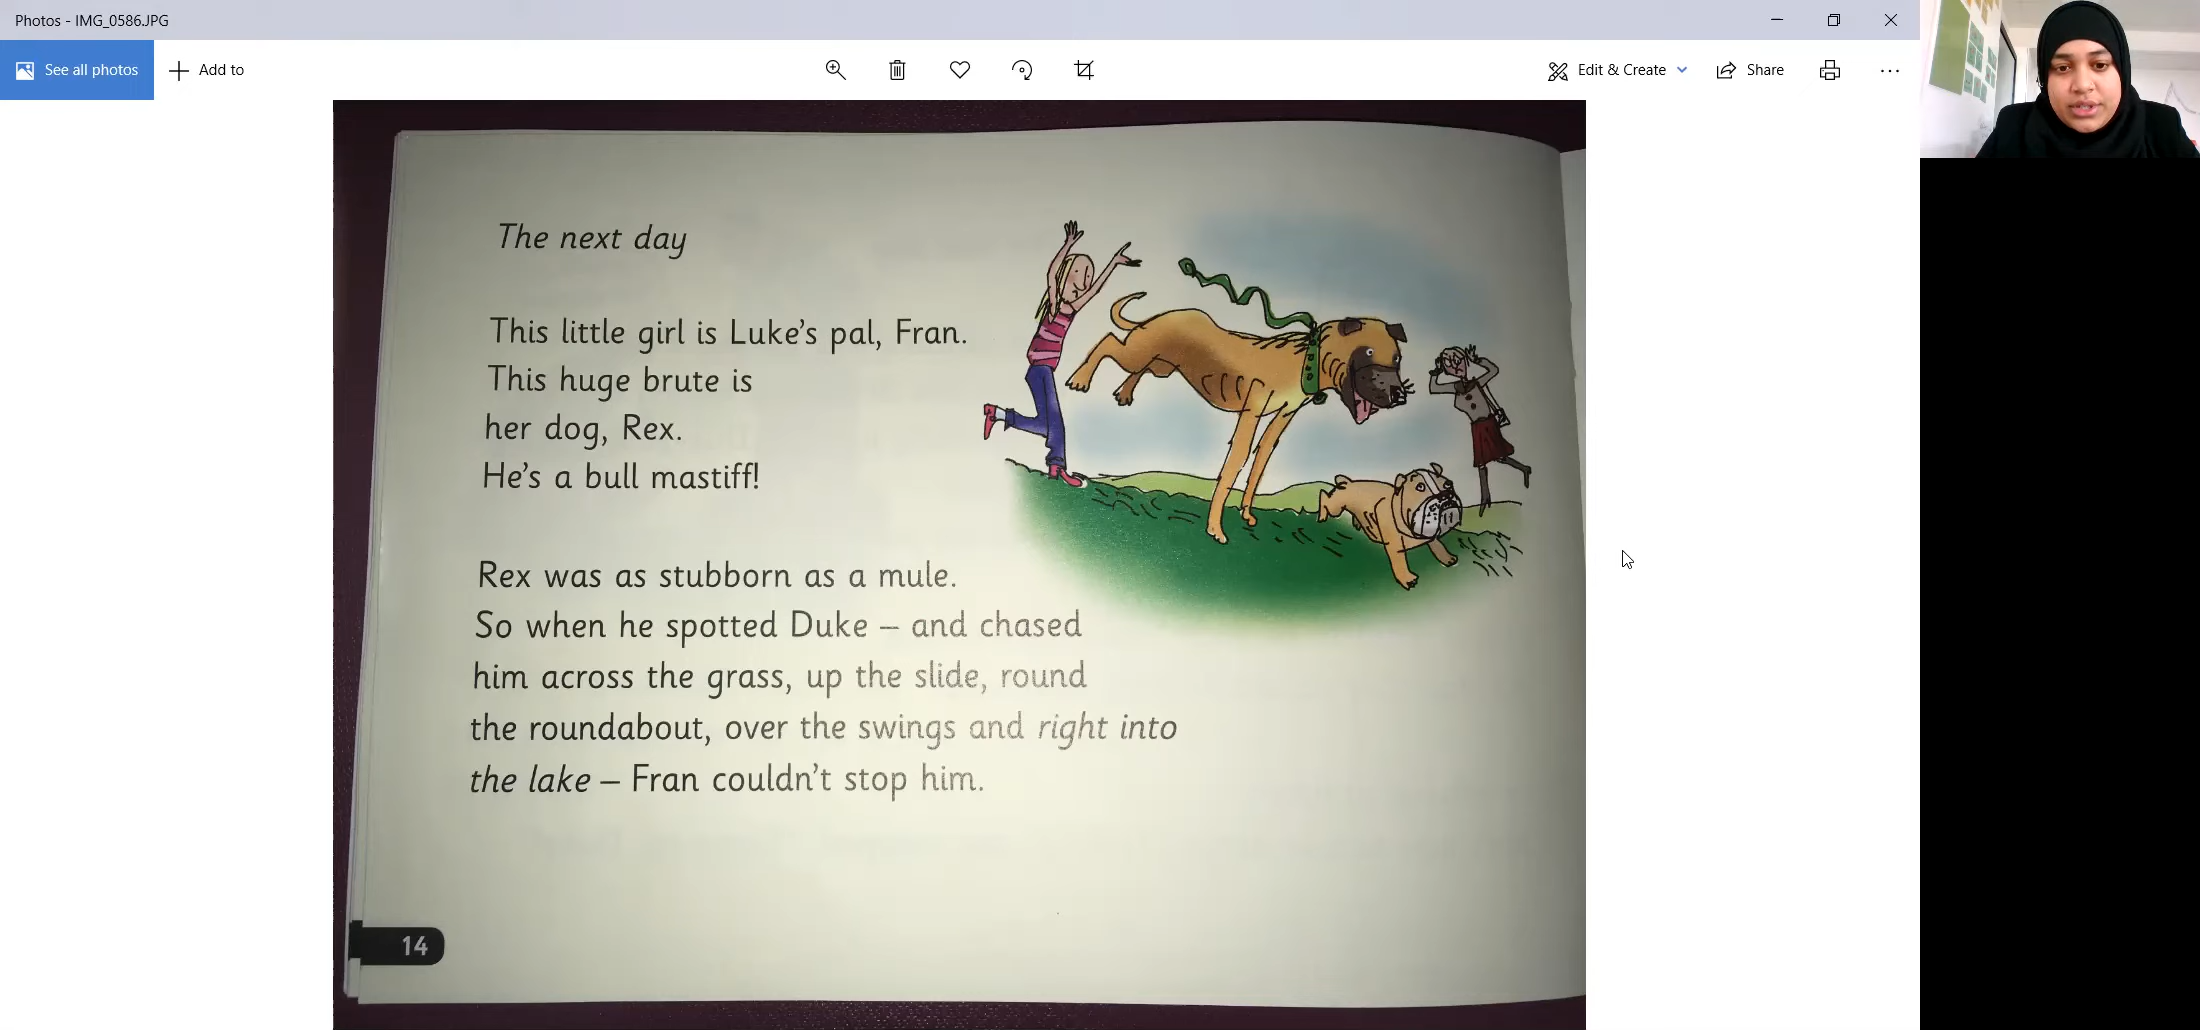 Photos - IMG_0586.JPG
See all photos
Add to
Edit & Create
Share
The next day
This little girl is Luke's pal, Fran.
This huge brute is
her dog, Rex.
He's a bull mastiff!
Rex was as stubborn as a mule.
So when he spotted Duke – and chased
him across the grass, up the slide, round
the roundabout, over the swings and right into
the lake – Fran couldn't stop him.
14